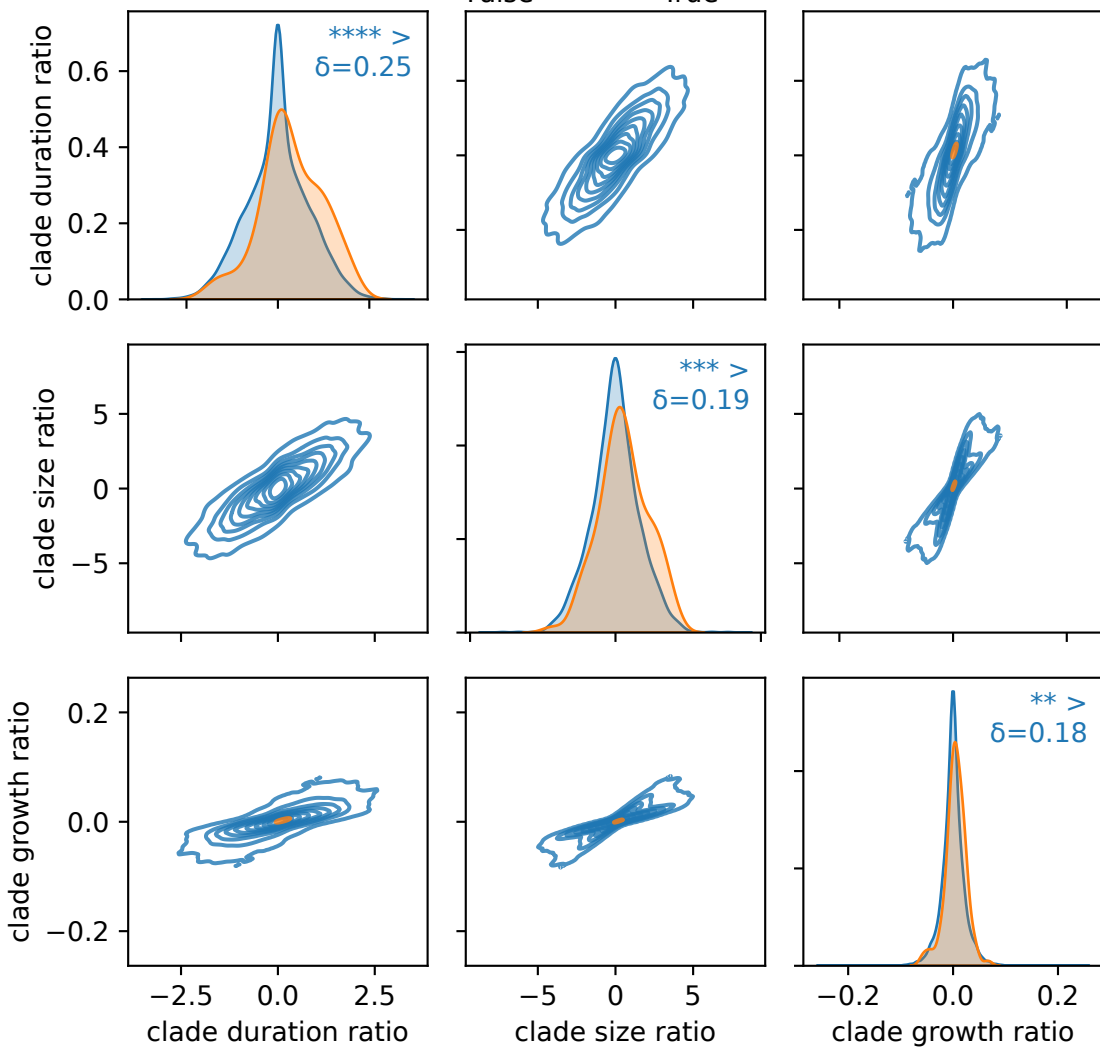 clade duration ratio
0.6
0.4
0.2
0.0
**** >
δ=0.25
clade size ratio
5
0
−5
*** >
δ=0.19
clade growth ratio
0.2
0.0
−0.2
** >
δ=0.18
−2.5 0.0 2.5
−5 0 5
−0.2 0.0 0.2
clade duration ratio
clade size ratio
clade growth ratio